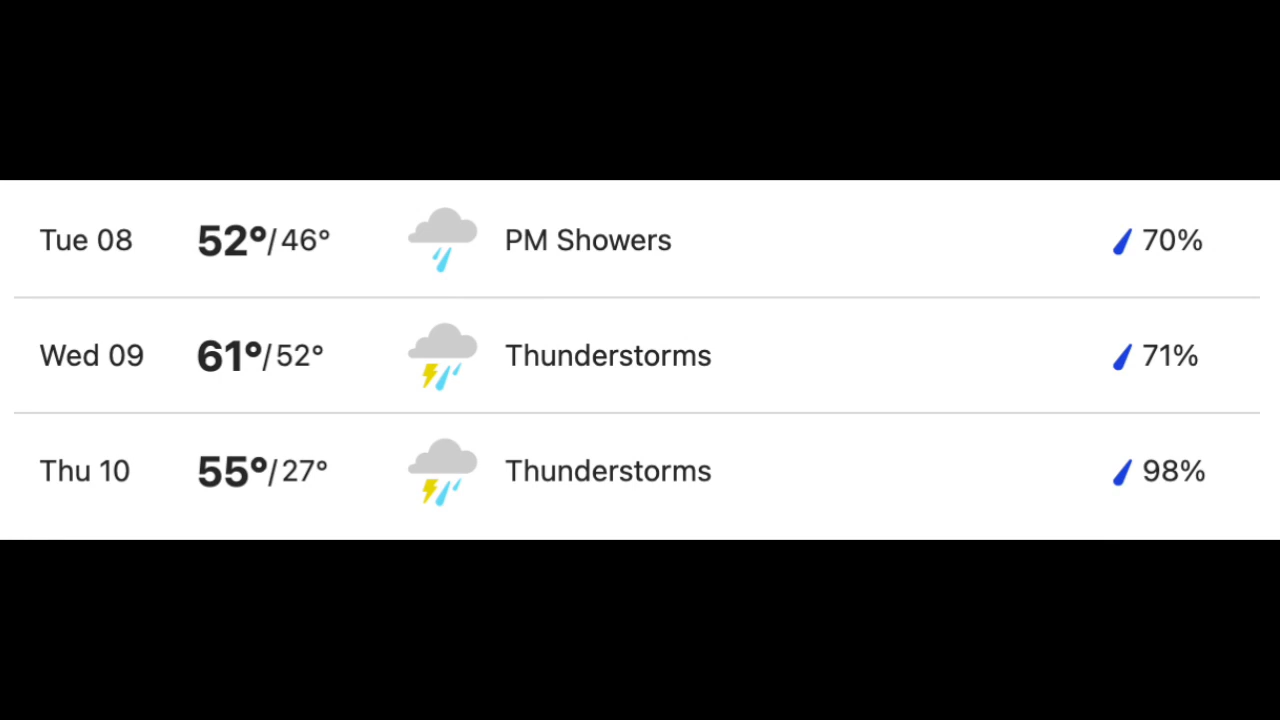 Tue 08 52°/46° PM Showers 70%
Wed 09 61°/52° Thunderstorms 71%
Thu 10 55°/27° Thunderstorms 98%